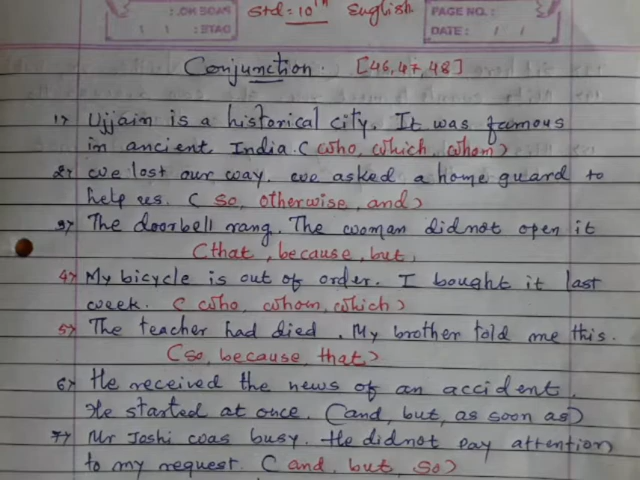 Std:- 10th English
PAGE NO.:
DATE: / /
Conjunction. [46,47,48]
1) Ujjain is a historical city. It was famous
in ancient India. (who, which, whom)
2) we lost our way. we asked a home guard to
help us. (so, otherwise, and)
3) The doorbell rang. The woman didnot open it
(that, because, but,
4) My bicycle is out of order. I bought it last
week. (who, whom, which)
5) The teacher had died. My brother told me this.
(so, because, that)
6) He received the news of an accident.
He started at once. (and, but, as soon as)
7) Mr Joshi was busy. He didnot pay attention
to my request. (and, but, so)